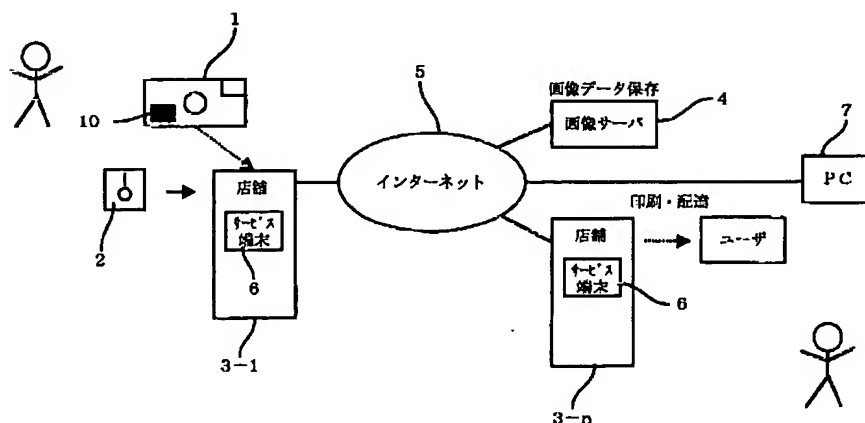 1
5
画像データ保存
4
10
画像サーバ
7
店舗
インターネット
PC
印刷・配送
2
サービス
端末
店舗
ユーザ
6
サービス
端末
6
3-1
3-n